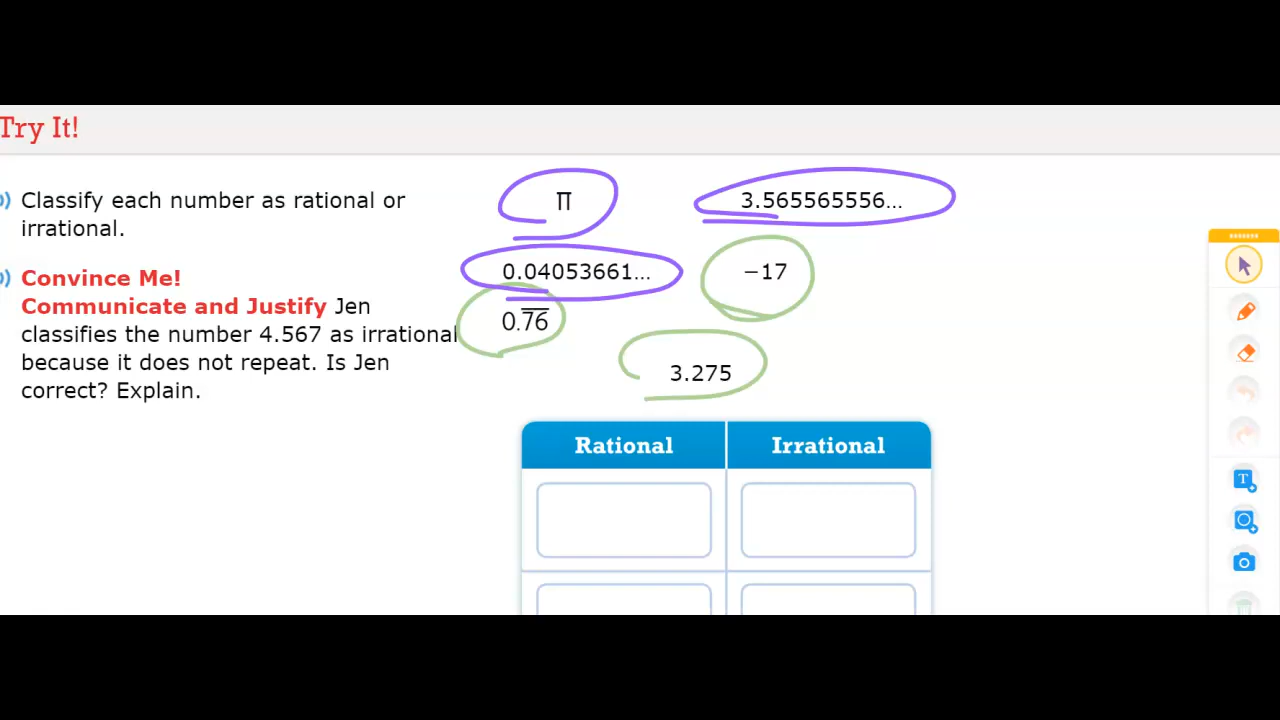 Try It!
Classify each number as rational or
irrational.
Convince Me!
Communicate and Justify Jen
classifies the number 4.567 as irrational
because it does not repeat. Is Jen
correct? Explain.
π 3.565565556...
0.04053661... −17
0.7̅6̅
3.275
Rational Irrational
T